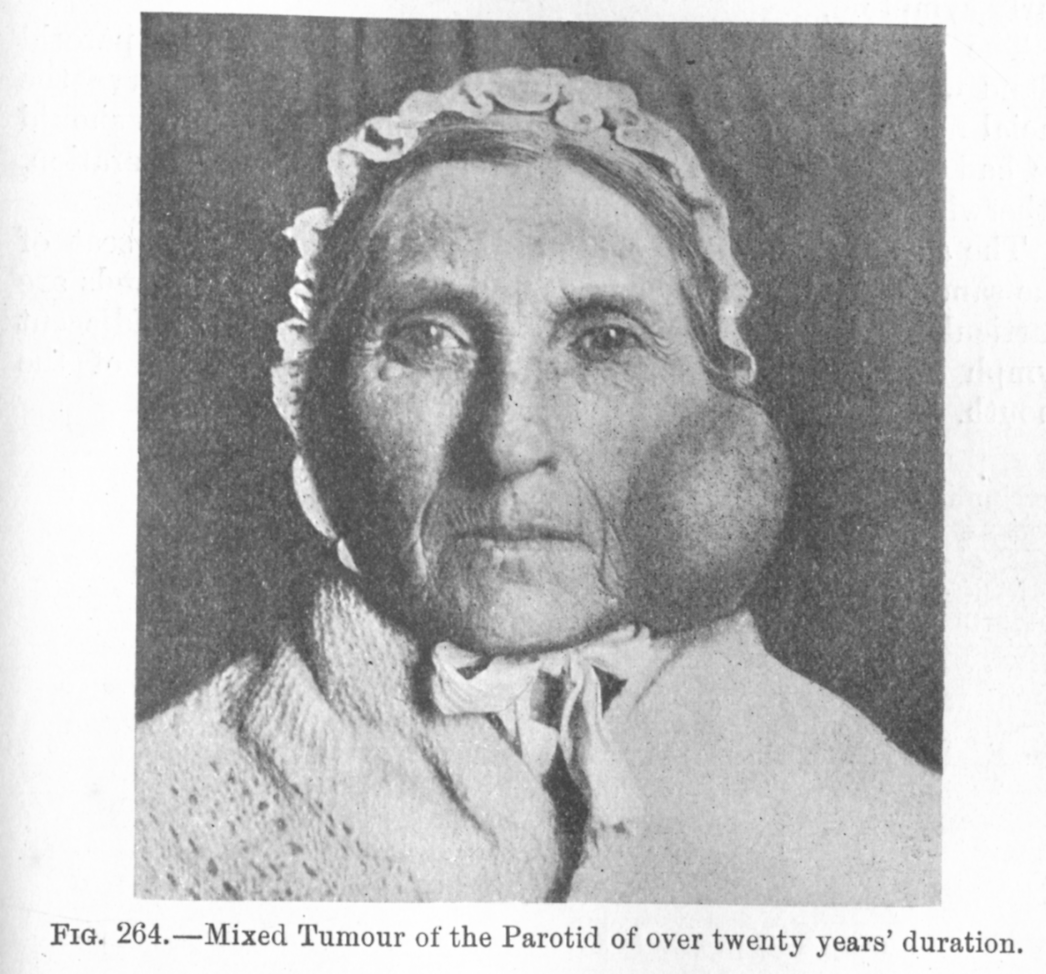 Fig. 264.—Mixed Tumour of the Parotid of over twenty years' duration.